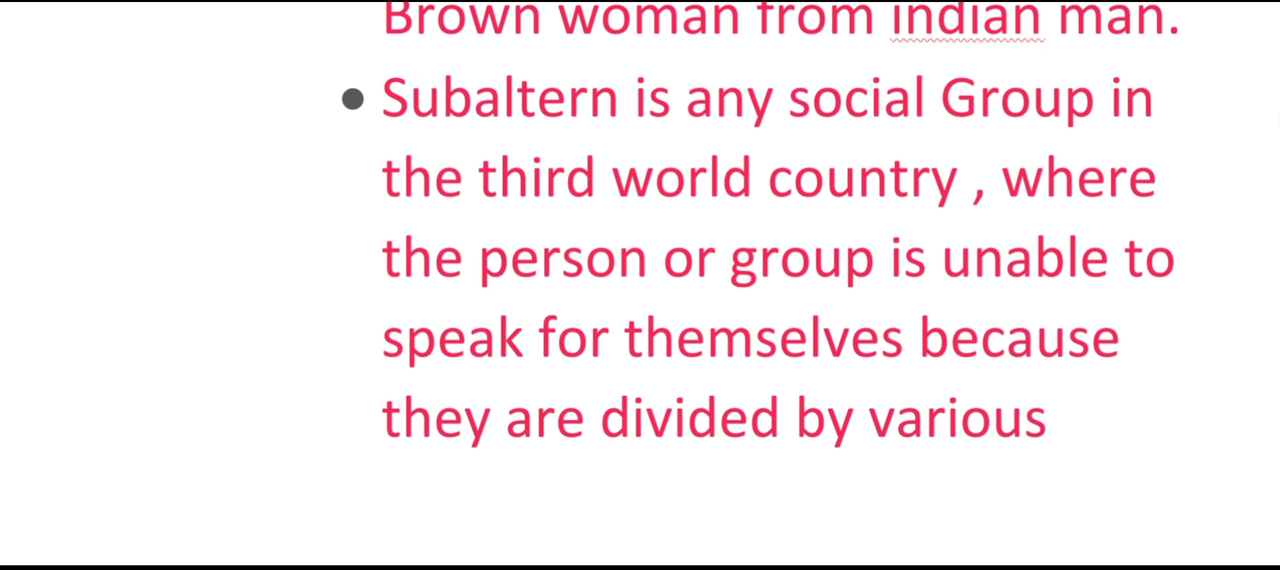 Brown woman from indian man.
• Subaltern is any social Group in
the third world country , where
the person or group is unable to
speak for themselves because
they are divided by various